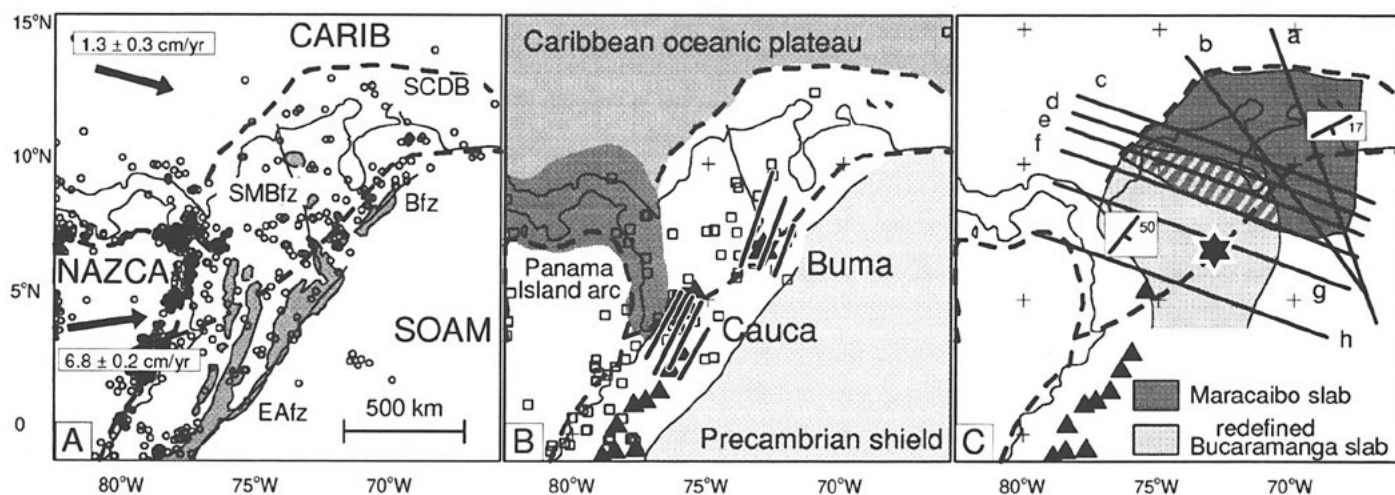 15°N
10°N
5°N
0
1.3 ± 0.3 cm/yr
CARIB
SCDB
SMBfz
Bfz
NAZCA
SOAM
6.8 ± 0.2 cm/yr
EAfz
500 km
A
80°W
75°W
70°W
Caribbean oceanic plateau
Panama
Island arc
Buma
Cauca
Precambrian shield
B
80°W
75°W
70°W
a
b
c
d
e
f
17
50
g
h
Maracaibo slab
redefined
Bucaramanga slab
C
80°W
75°W
70°W